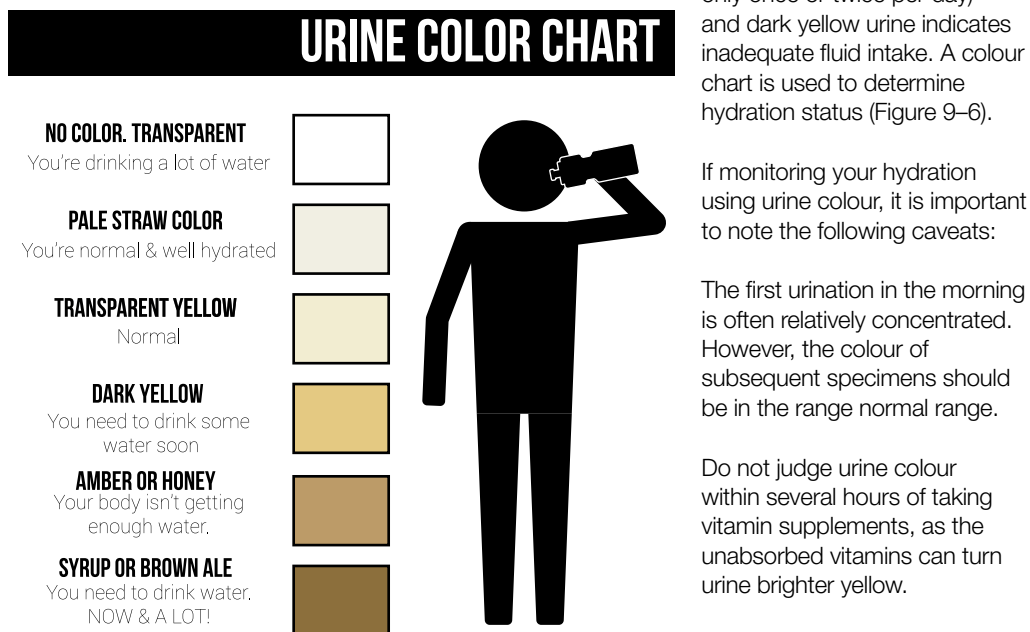 URINE COLOR CHART
NO COLOR. TRANSPARENT
You're drinking a lot of water
PALE STRAW COLOR
You're normal & well hydrated
TRANSPARENT YELLOW
Normal
DARK YELLOW
You need to drink some
water soon
AMBER OR HONEY
Your body isn't getting
enough water.
SYRUP OR BROWN ALE
You need to drink water.
NOW & A LOT!
only once or twice per day)
and dark yellow urine indicates
inadequate fluid intake. A colour
chart is used to determine
hydration status (Figure 9–6).
If monitoring your hydration
using urine colour, it is important
to note the following caveats:
The first urination in the morning
is often relatively concentrated.
However, the colour of
subsequent specimens should
be in the range normal range.
Do not judge urine colour
within several hours of taking
vitamin supplements, as the
unabsorbed vitamins can turn
urine brighter yellow.